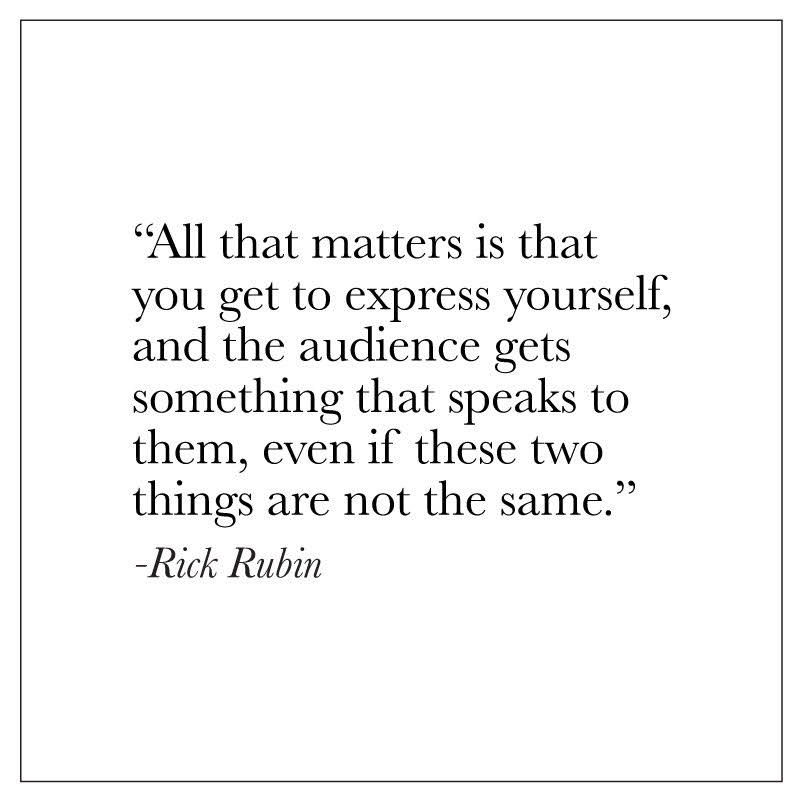 “All that matters is that
you get to express yourself,
and the audience gets
something that speaks to
them, even if these two
things are not the same.”
-Rick Rubin